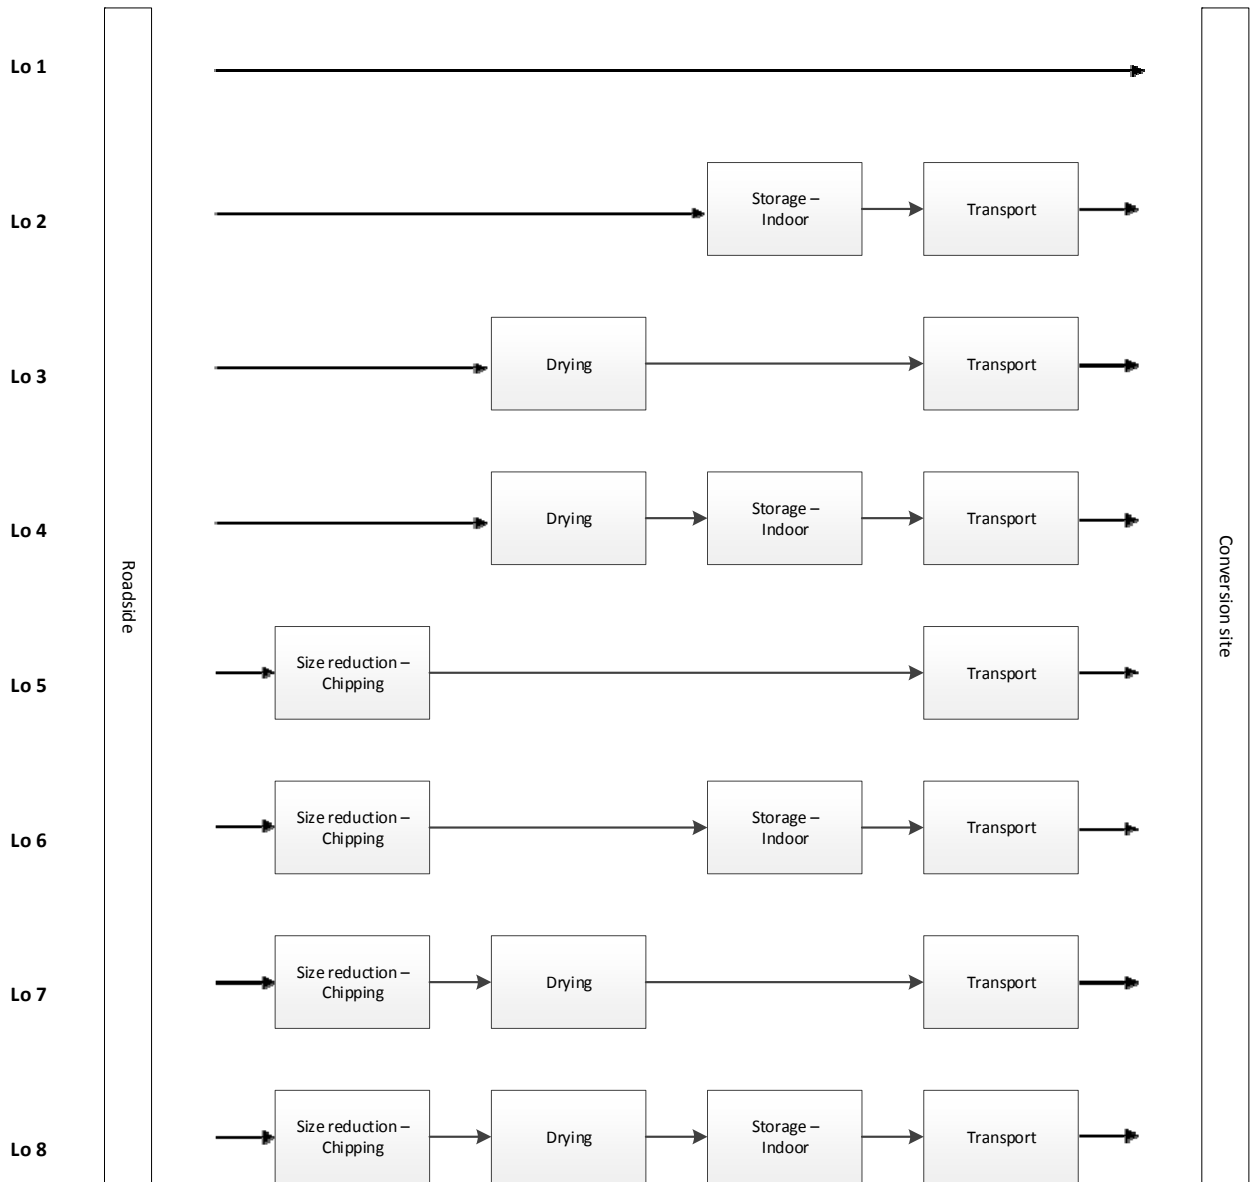 Lo 1
Lo 2
Storage –
Indoor
Transport
Lo 3
Drying
Transport
Lo 4
Drying
Storage –
Indoor
Transport
Roadside
Conversion site
Lo 5
Size reduction –
Chipping
Transport
Lo 6
Size reduction –
Chipping
Storage –
Indoor
Transport
Lo 7
Size reduction –
Chipping
Drying
Transport
Lo 8
Size reduction –
Chipping
Drying
Storage –
Indoor
Transport